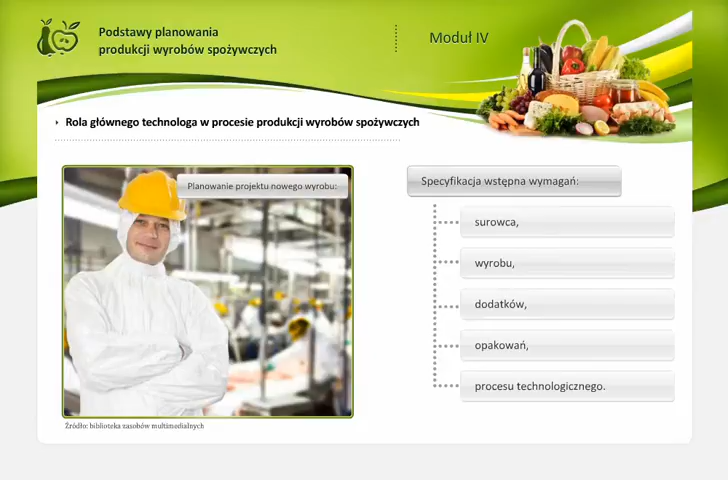 Podstawy planowania
produkcji wyrobów spożywczych
Moduł IV
Rola głównego technologa w procesie produkcji wyrobów spożywczych
Planowanie projektu nowego wyrobu:
Specyfikacja wstępna wymagań:
surowca,
wyrobu,
dodatków,
opakowań,
procesu technologicznego.
Źródło: biblioteka zasobów multimedialnych